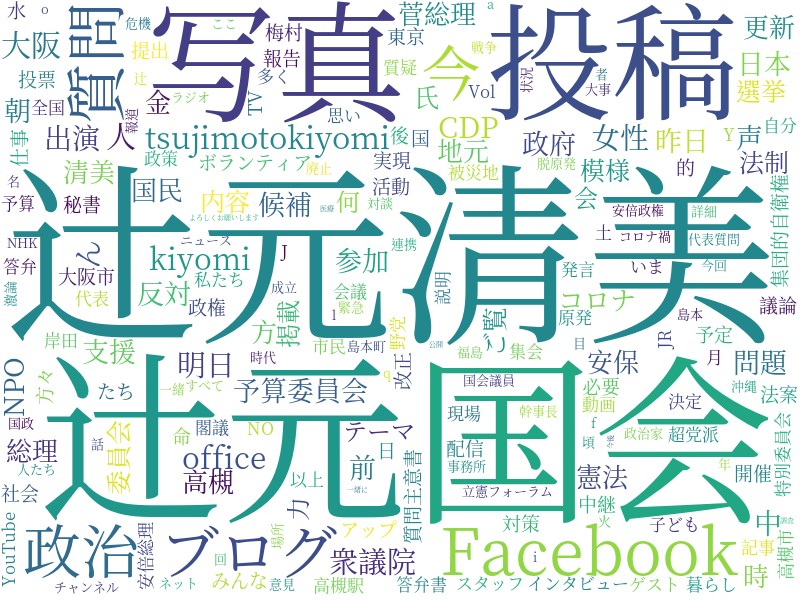 水
o
危機
ここ
大阪
提出
質問
写真
梅村
報告
菅総理
東京
a
戦争
投稿
更新
投票
辻
多く
質疑
今
氏
状況
者
大事
日本
選挙
朝
全国
報道
ラジオ
金
TV
思い
Vol
仕事
出演
人
tsujimotokiyomi
後
国
CDP
政府
女性
昨日
Y
声
自分
清美
政策
ボランティア
廃止
実現
地元
被災地
脱原発
模様
的
法制
名
予算
秘書
国民
内容
候補
何
活動
会
安倍政権
詳細
集団的自衛権
よろしくお願いします
対談
医療
辻元清美
NHK
答弁
ん
kiyomi
ニュース
J
参加
連携
土
コロナ禍
代表質問
激論
大阪市
代表
反対
私たち
成立
会議
説明
発言
いま
今回
議論
政権
l
緊急
掲載
方
野党
ご覧
コロナ
原発
島本
予定
JR
月
岸田
支援
市民
島本町
改正
福島
集会
目
安保
問題
NPO
方々
明日
時代
q
公開
たち
一緒
すべて
予算委員会
国会議員
必要
沖縄
法案
辻元
国会
国政
総理
委員会
話
命
閣議
NO
テーマ
現場
幹事長
動画
決定
超党派
特別委員会
人たち
office
日
前
配信
f
頃
政治家
今後
年
社会
高槻
以上
力
一緒に
質問主意書
事務所
立憲フォーラム
憲法
中継
開催
YouTube
政治
ブログ
安倍総理
場所
アップ
衆議院
対策
火
子ども
中
調査
記事
高槻市
Facebook
i
時
チャンネル
ネット
回
みんな
意見
高槻駅
答弁書
スタッフ
インタビュー
ゲスト
暮らし